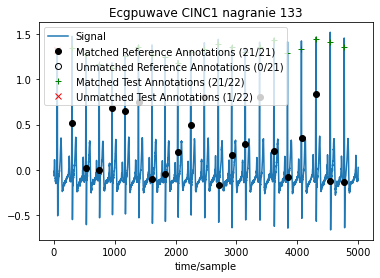 Ecgpuwave CINC1 nagranie 133
Signal
Matched Reference Annotations (21/21)
Unmatched Reference Annotations (0/21)
Matched Test Annotations (21/22)
Unmatched Test Annotations (1/22)
1.5
1.0
0.5
0.0
−0.5
0 1000 2000 3000 4000 5000
time/sample